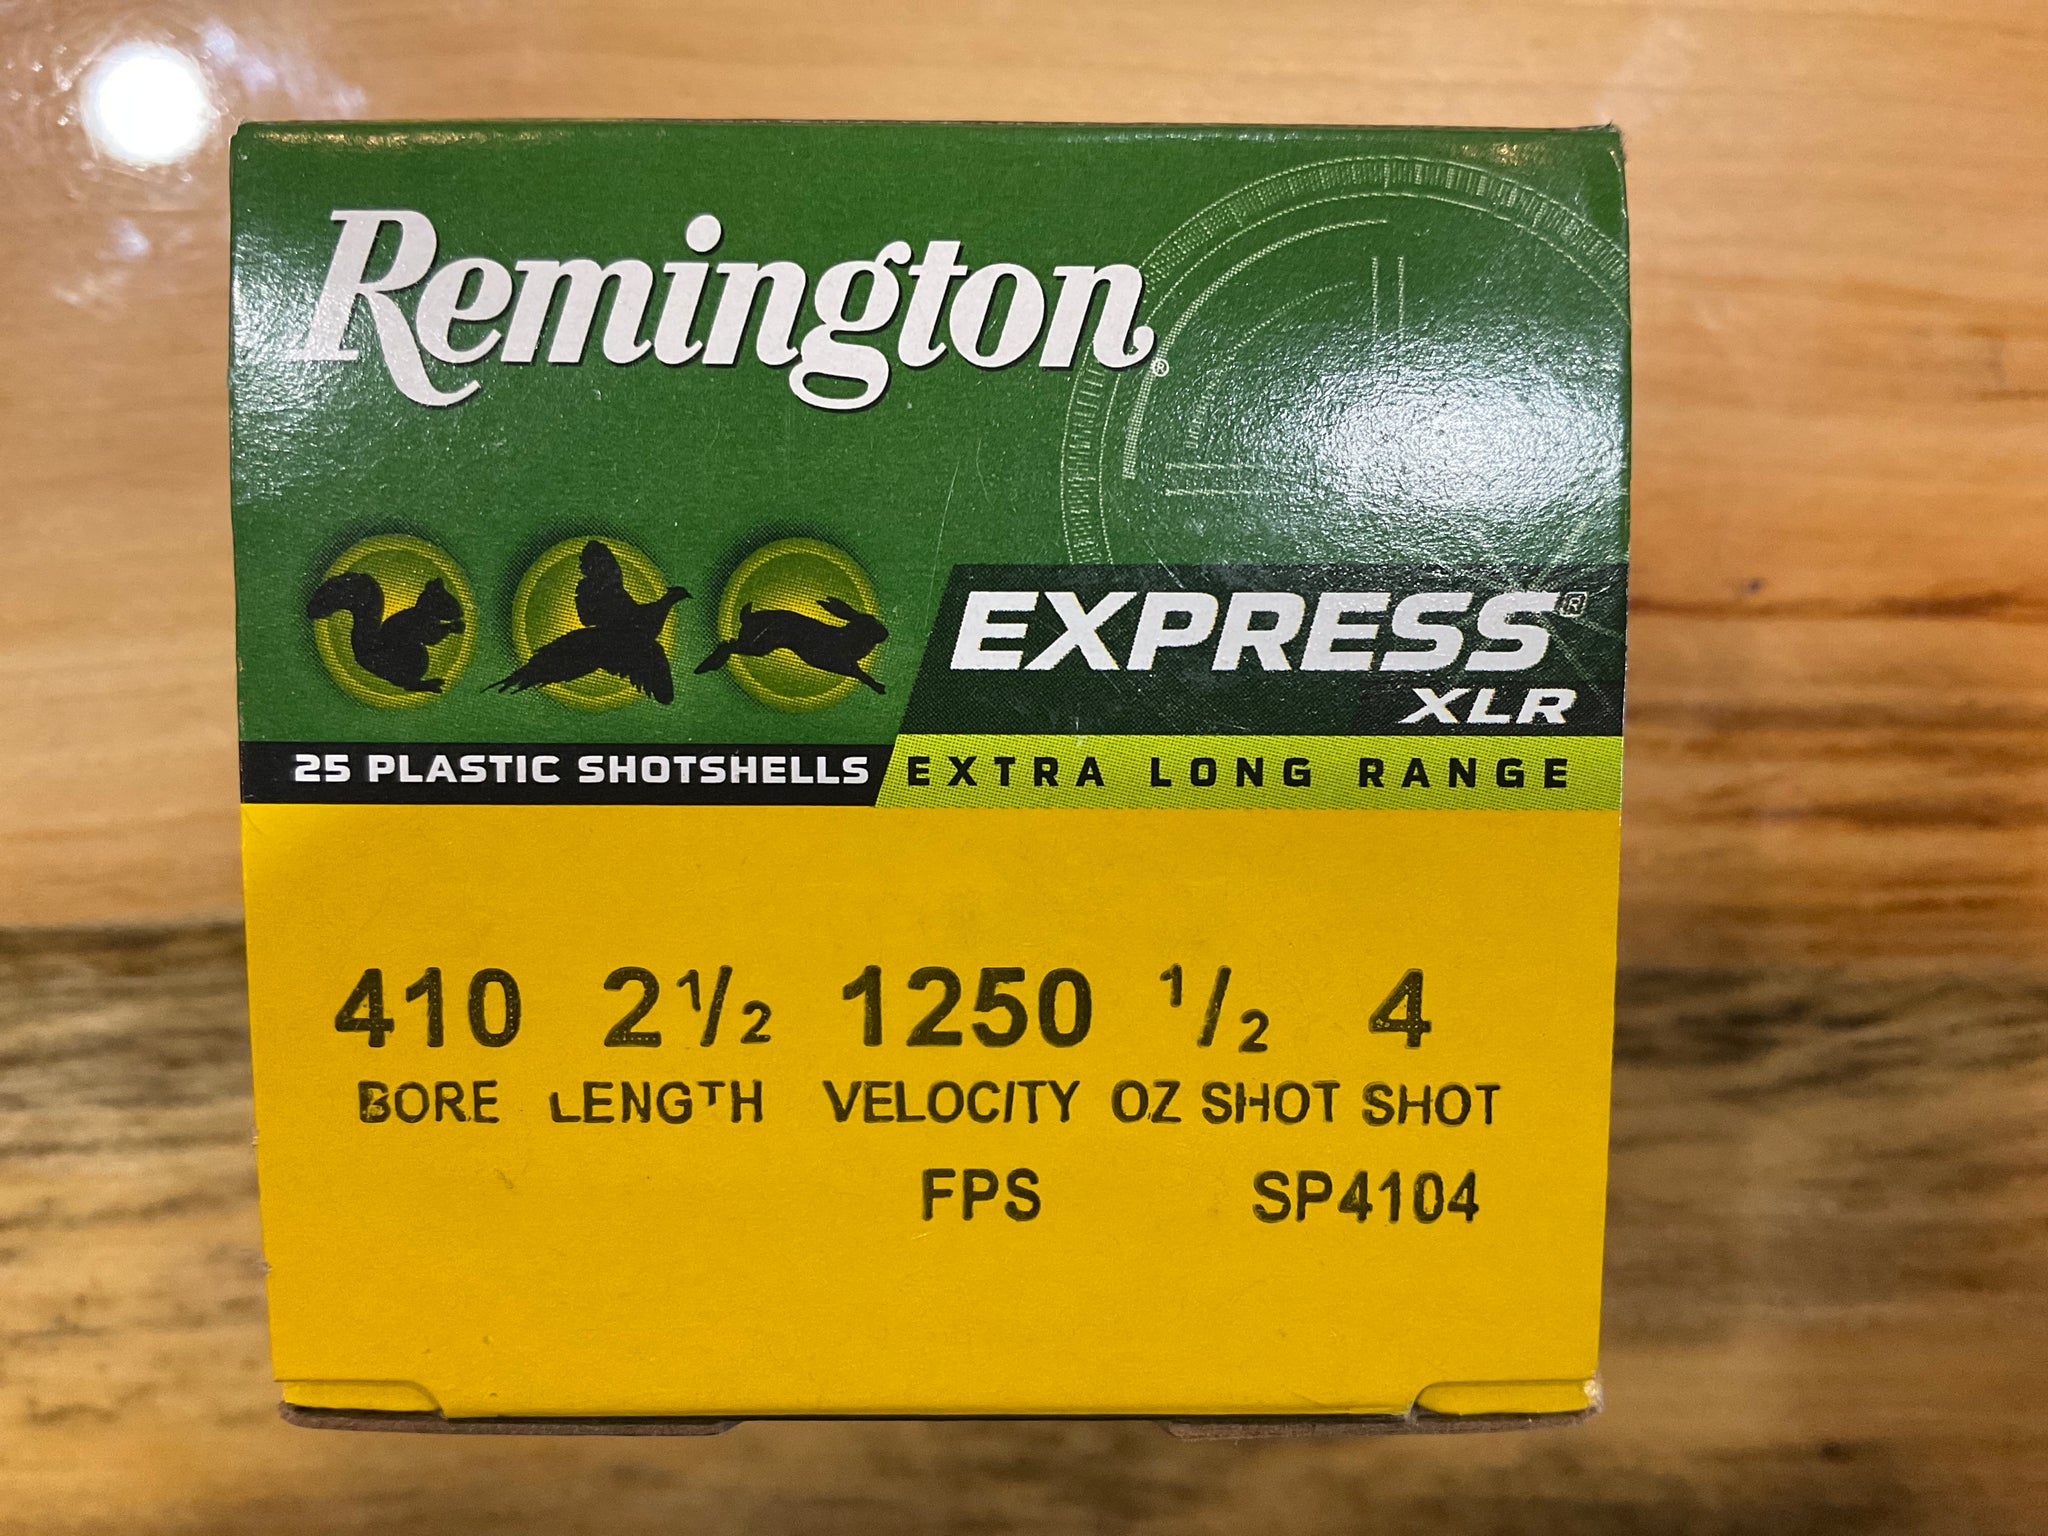 Remington®
EXPRESS®
XLR
25 PLASTIC SHOTSHELLS EXTRA LONG RANGE
410 2 1/2 1250 1/2 4
BORE LENGTH VELOCITY OZ SHOT SHOT
FPS SP4104